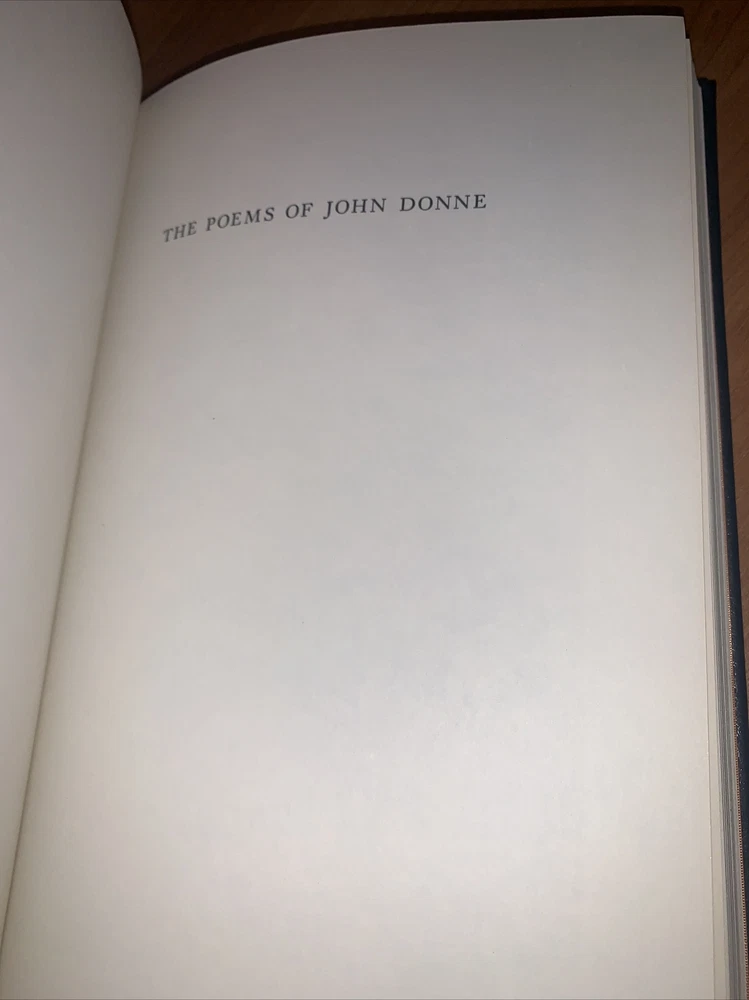 THE POEMS OF JOHN DONNE